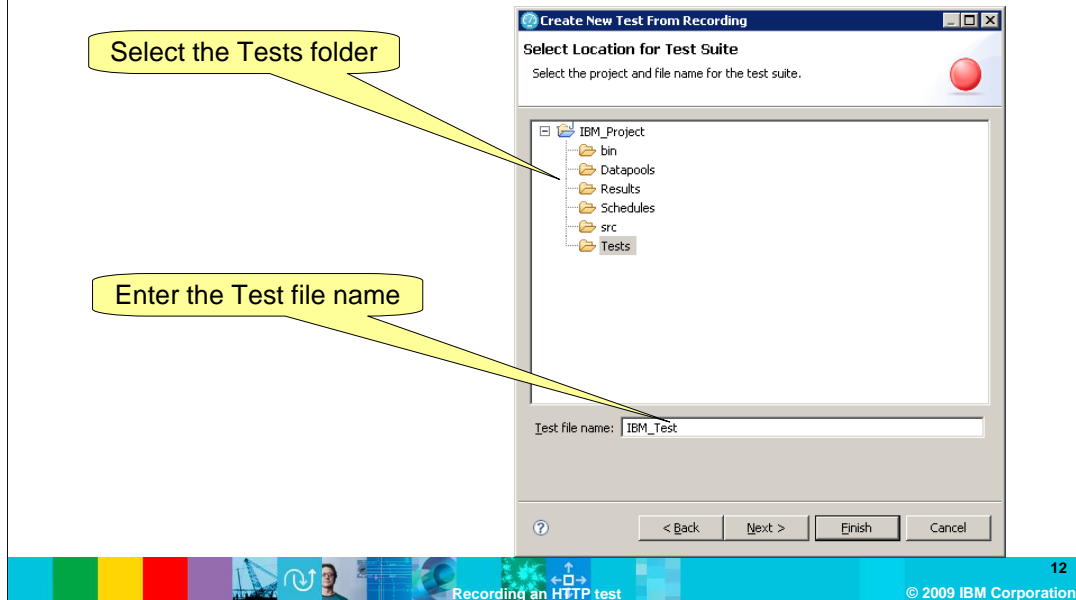 Select the Tests folder
Create New Test From Recording
Select Location for Test Suite
Select the project and file name for the test suite.
IBM_Project
bin
Datapools
Results
Schedules
src
Tests
Enter the Test file name
Test file name: IBM_Test
< Back Next > Finish Cancel
12
Recording an HTTP test © 2009 IBM Corporation